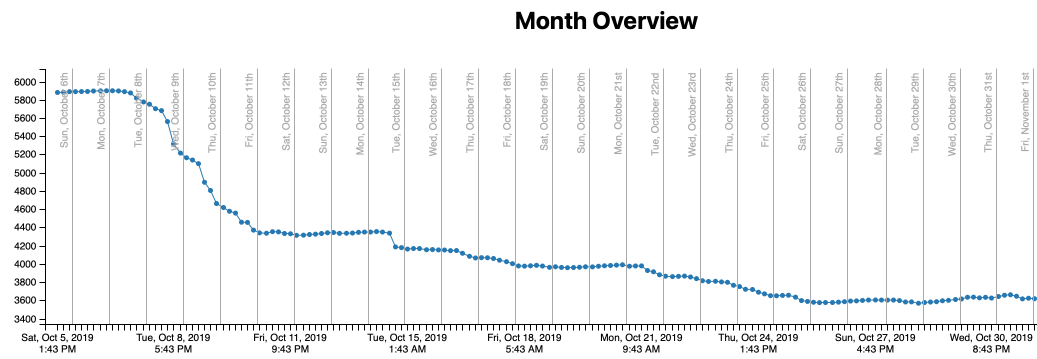 Month Overview
6000
5800
5600
5400
5200
5000
4800
4600
4400
4200
4000
3800
3600
3400
Sun, October 6th
Mon, October 7th
Tue, October 8th
Wed, October 9th
Thu, October 10th
Fri, October 11th
Sat, October 12th
Sun, October 13th
Mon, October 14th
Tue, October 15th
Wed, October 16th
Thu, October 17th
Fri, October 18th
Sat, October 19th
Sun, October 20th
Mon, October 21st
Tue, October 22nd
Wed, October 23rd
Thu, October 24th
Fri, October 25th
Sat, October 26th
Sun, October 27th
Mon, October 28th
Tue, October 29th
Wed, October 30th
Thu, October 31st
Fri, November 1st
Sat, Oct 5, 2019
1:43 PM
Tue, Oct 8, 2019
5:43 PM
Fri, Oct 11, 2019
9:43 PM
Tue, Oct 15, 2019
1:43 AM
Fri, Oct 18, 2019
5:43 AM
Mon, Oct 21, 2019
9:43 AM
Thu, Oct 24, 2019
1:43 PM
Sun, Oct 27, 2019
4:43 PM
Wed, Oct 30, 2019
8:43 PM